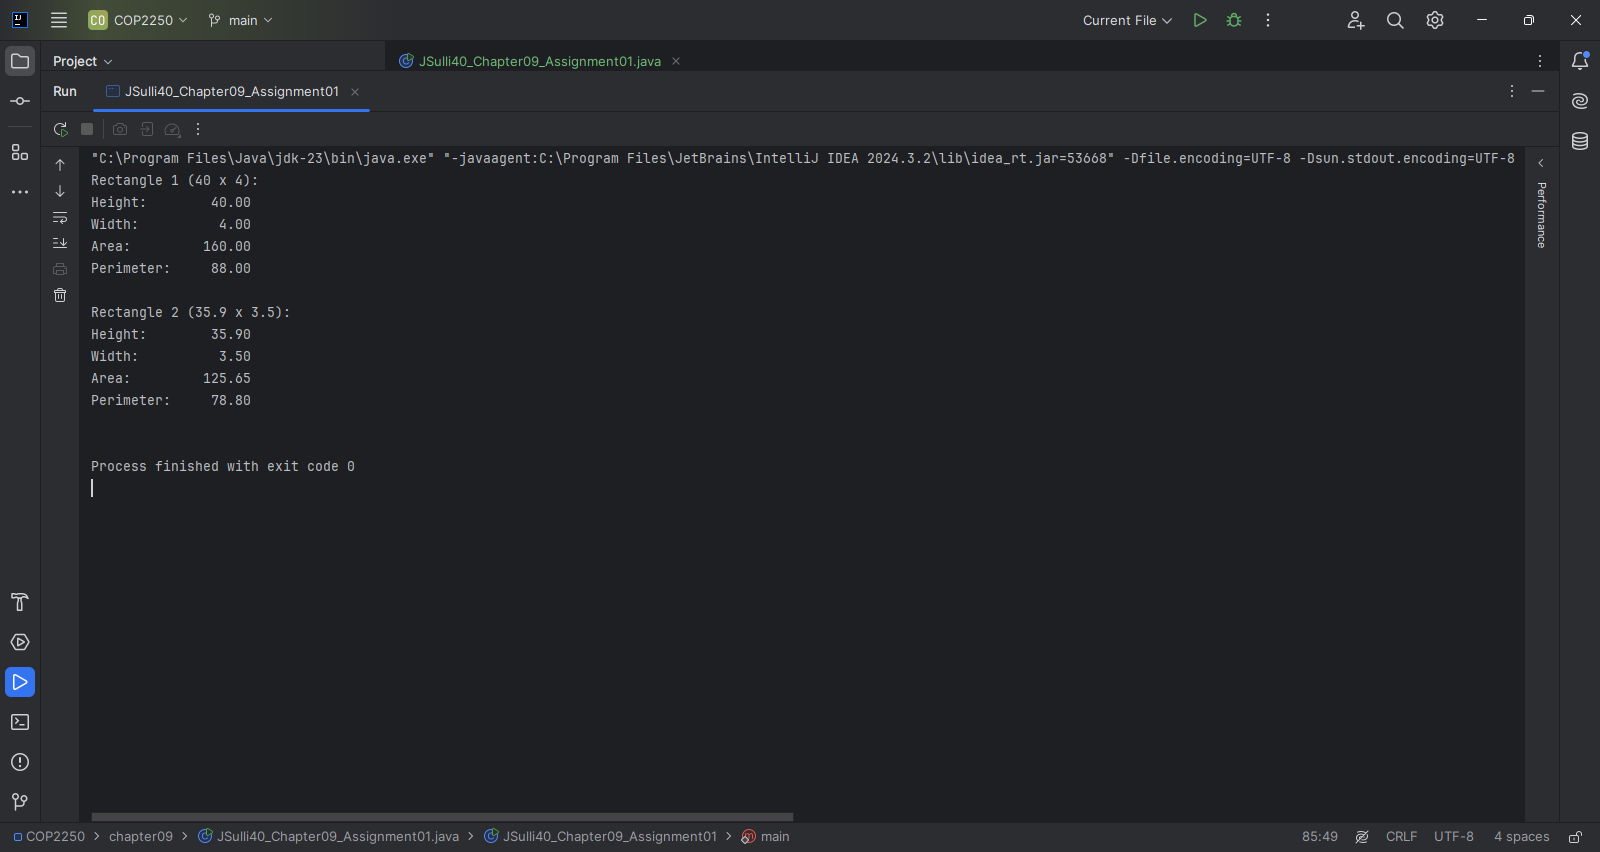 CO COP2250 main Current File
Project JSulli40_Chapter09_Assignment01.java
Run JSulli40_Chapter09_Assignment01
"C:\Program Files\Java\jdk-23\bin\java.exe" "-javaagent:C:\Program Files\JetBrains\IntelliJ IDEA 2024.3.2\lib\idea_rt.jar=53668" -Dfile.encoding=UTF-8 -Dsun.stdout.encoding=UTF-8
Rectangle 1 (40 x 4):
Height: 40.00
Width: 4.00
Area: 160.00
Perimeter: 88.00
Rectangle 2 (35.9 x 3.5):
Height: 35.90
Width: 3.50
Area: 125.65
Perimeter: 78.80
Process finished with exit code 0
Performance
COP2250 > chapter09 > JSulli40_Chapter09_Assignment01.java > JSulli40_Chapter09_Assignment01 > main 85:49 CRLF UTF-8 4 spaces